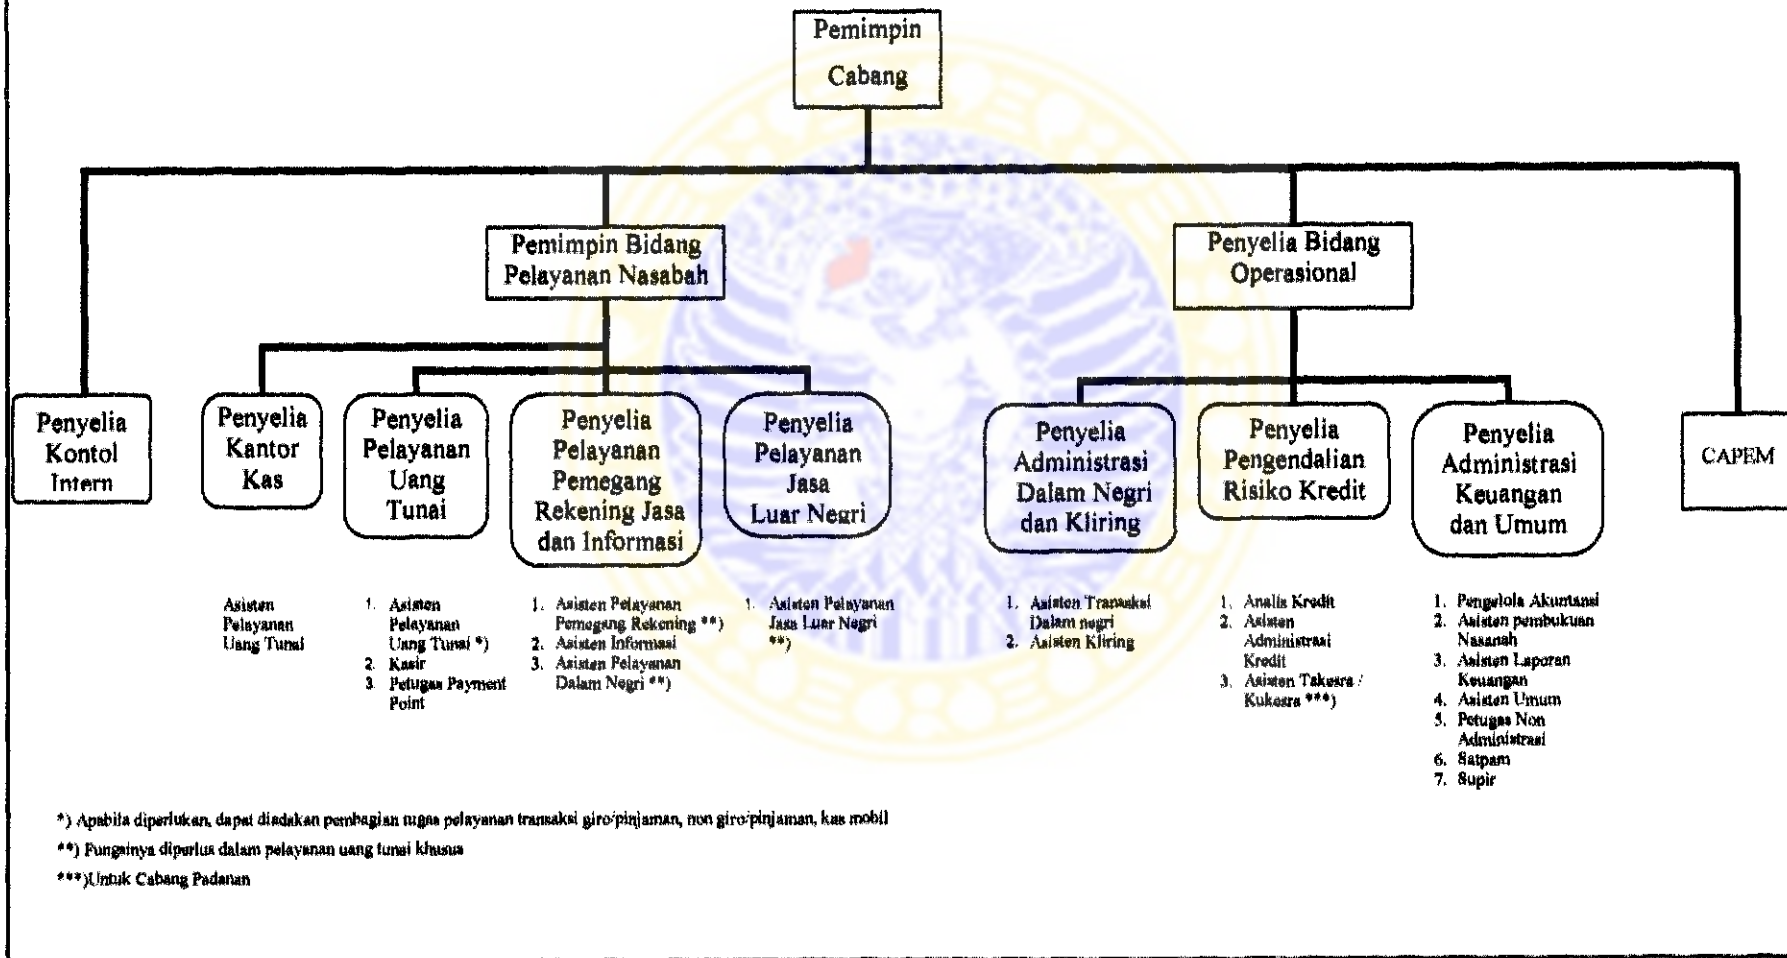 Pemimpin
Cabang
Pemimpin Bidang
Pelayanan Nasabah
Penyelia Bidang
Operasional
Penyelia
Kontol
Intern
Penyelia
Kantor
Kas
Penyelia
Pelayanan
Uang
Tunai
Penyelia
Pelayanan
Pemegang
Rekening Jasa
dan Informasi
Penyelia
Pelayanan
Jasa
Luar Negri
Penyelia
Administrasi
Dalam Negri
dan Kliring
Penyelia
Pengendalian
Risiko Kredit
Penyelia
Administrasi
Keuangan
dan Umum
CAPEM
Asisten
Pelayanan
Uang Tunai
1. Asisten
Pelayanan
Uang Tunai *)
2. Kasir
3. Petugas Payment
Point
1. Asisten Pelayanan
Pemegang Rekening **)
2. Asisten Informasi
3. Asisten Pelayanan
Dalam Negri **)
1. Asisten Pelayanan
Jasa Luar Negri
**)
1. Asisten Transaksi
Dalam negri
2. Asisten Kliring
1. Analis Kredit
2. Asisten
Administrasi
Kredit
3. Asisten Takesra /
Kukesra ***)
1. Pengelola Akuntansi
2. Asisten pembukuan
Nasanah
3. Asisten Laporan
Keuangan
4. Asisten Umum
5. Petugas Non
Administrasi
6. Satpam
7. Supir
*) Apabila diperlukan, dapat diadakan pembagian tugas pelayanan transaksi giro/pinjaman, non giro/pinjaman, kas mobil
**) Fungsinya diperlus dalam pelayanan uang tunai khusus
***)Untuk Cabang Padanan